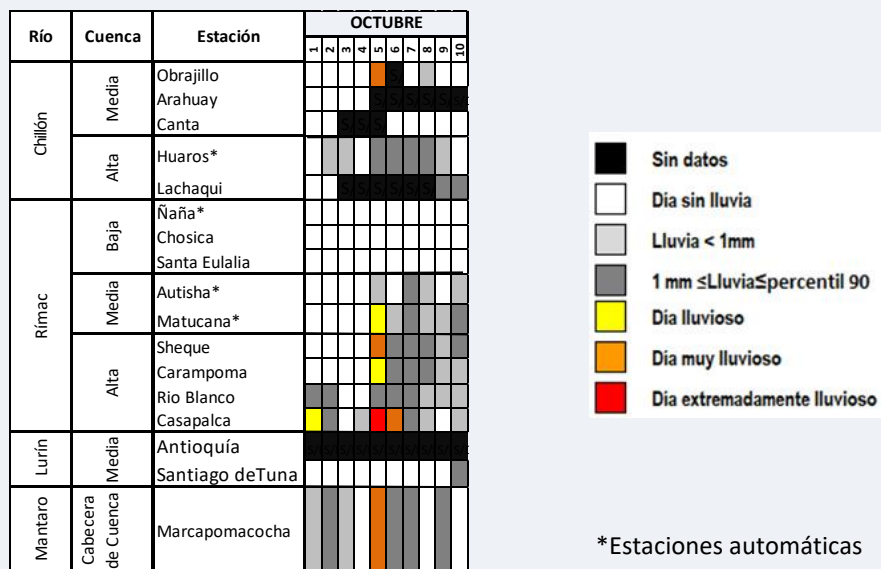 Río Cuenca Estación OCTUBRE
1 2 3 4 5 6 7 8 9 10
Chillón
Media
Obrajillo S/
Arahuay S/ S/ S/ S/ S/
Canta S/ S/ S/
Alta
Huaros*
Lachaqui S/ S/ S/ S/ S/ S/
Rímac
Baja
Ñaña*
Chosica
Santa Eulalia
Media
Autisha*
Matucana*
Alta
Sheque
Carampoma
Rio Blanco
Casapalca
Lurín
Media
Antioquía S/ S/ S/ S/ S/ S/ S/ S/ S/
Santiago deTuna
Mantaro
Cabecera
de Cuenca
Marcapomacocha
Sin datos
Dia sin lluvia
Lluvia < 1mm
1 mm ≤Lluvia≤percentil 90
Dia lluvioso
Dia muy lluvioso
Dia extremadamente lluvioso
*Estaciones automáticas